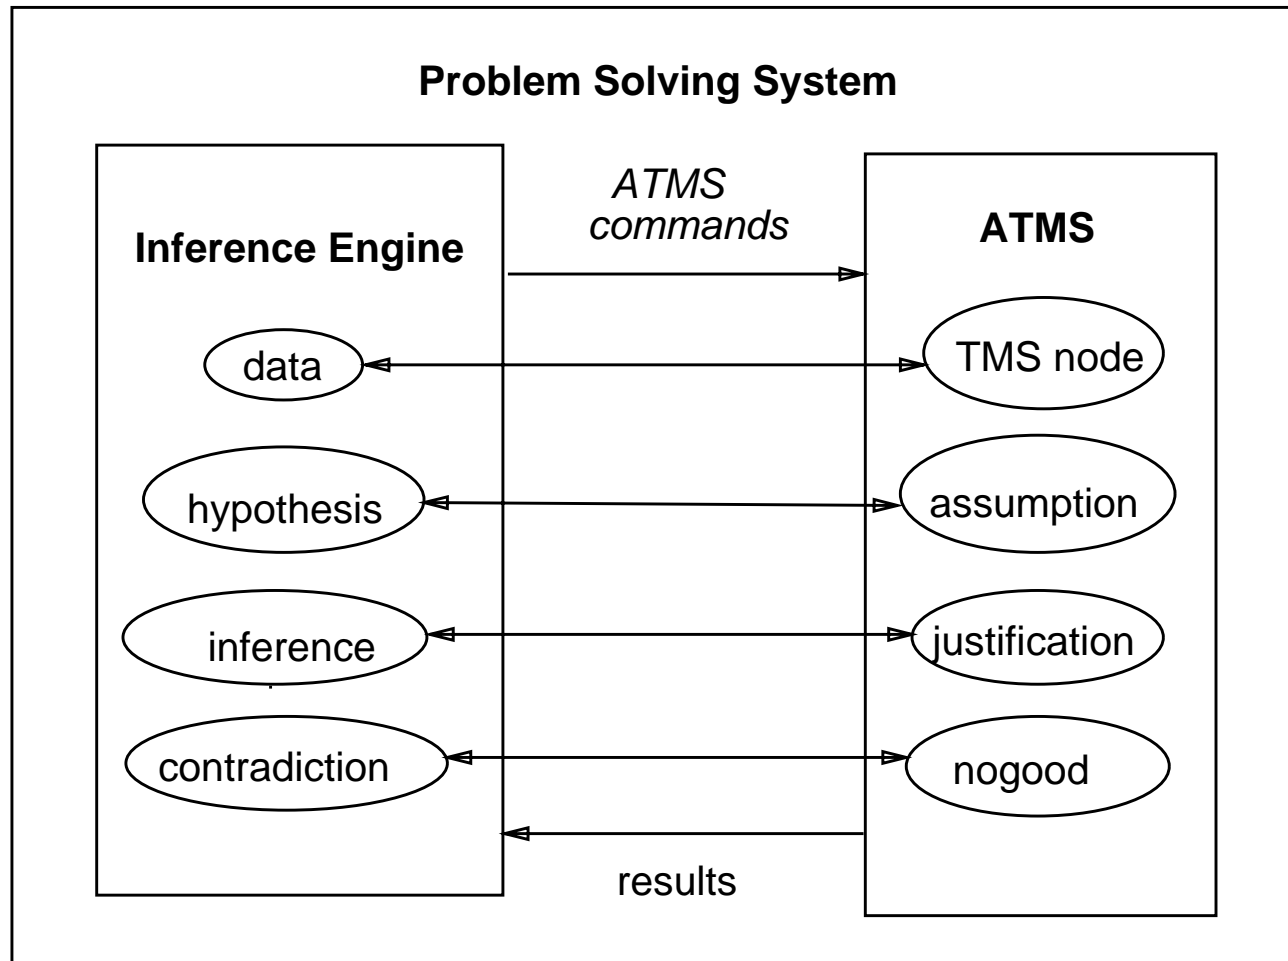 Problem Solving System
ATMS
commands
Inference Engine
ATMS
data
TMS node
hypothesis
assumption
inference
justification
contradiction
nogood
results